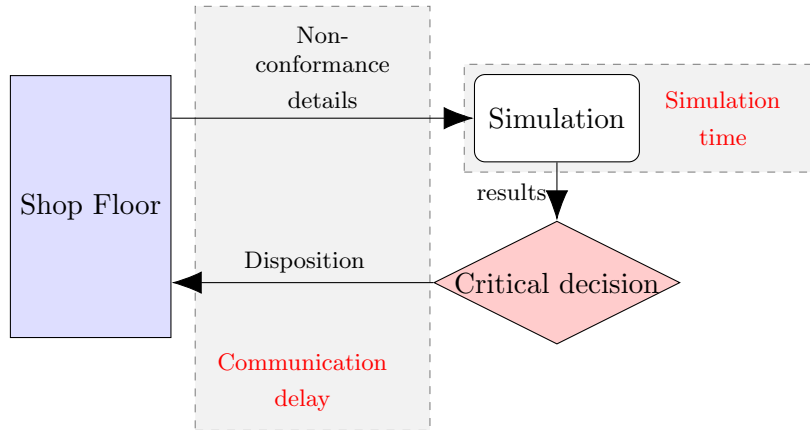 Non-
conformance
details
Simulation
Simulation
time
results
Shop Floor
Disposition
Critical decision
Communication
delay